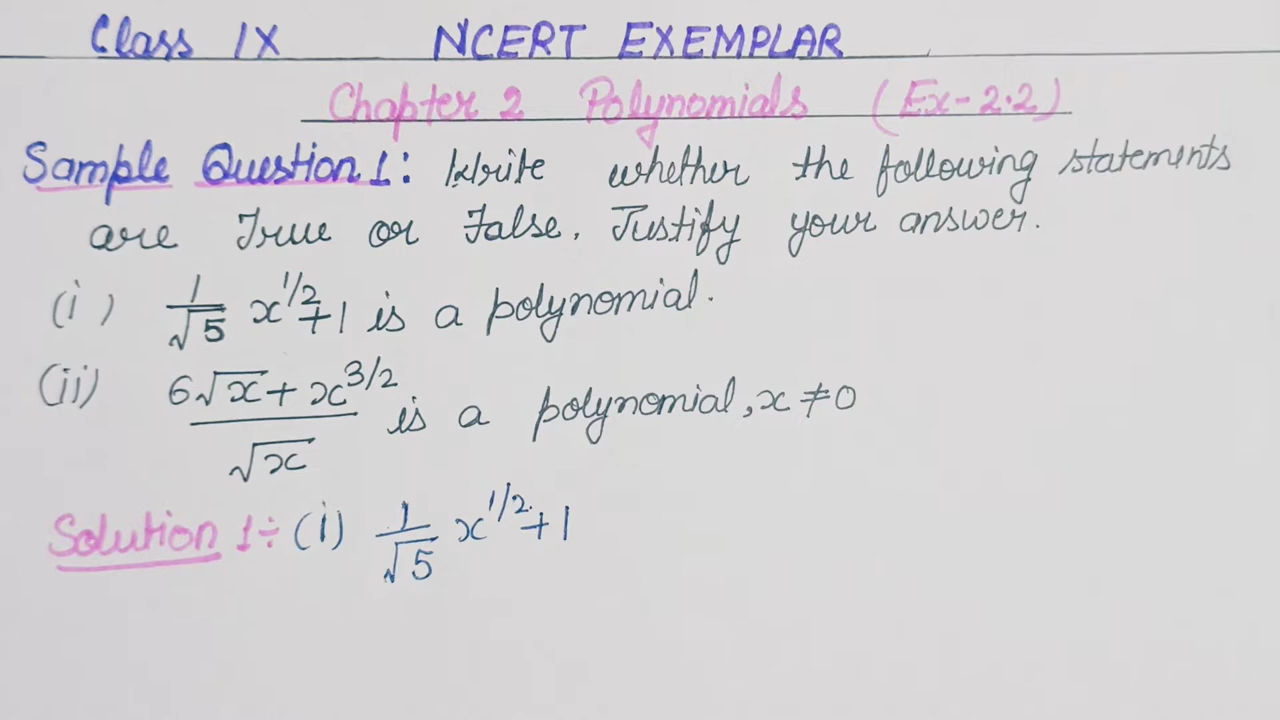 Class IX NCERT EXEMPLAR
Chapter 2 Polynomials (Ex-2.2)
Sample Question 1: Write whether the following statements
are True or False. Justify your answer.
(i) 1/√5 x^1/2 + 1 is a polynomial.
(ii) (6√x + x^3/2)/√x is a polynomial, x ≠ 0
Solution 1÷ (i) 1/√5 x^1/2 + 1